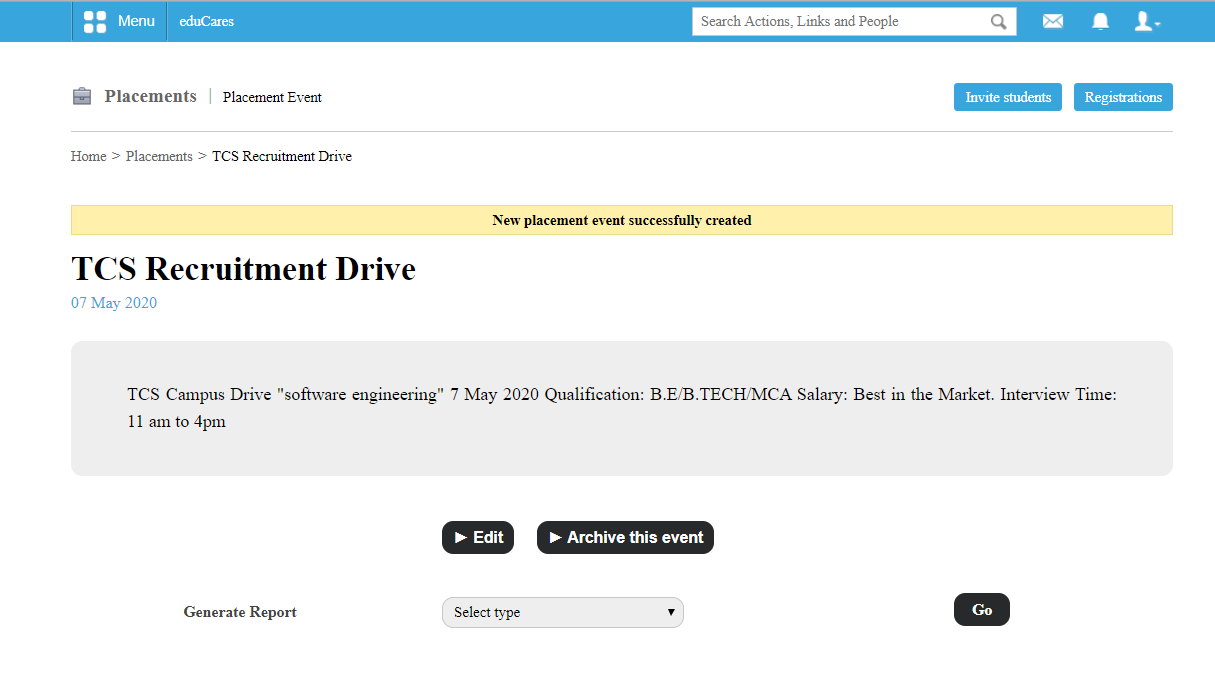 Menu
eduCares
Search Actions, Links and People
Placements
Placement Event
Invite students
Registrations
Home > Placements > TCS Recruitment Drive
New placement event successfully created
TCS Recruitment Drive
07 May 2020
TCS Campus Drive "software engineering" 7 May 2020 Qualification: B.E/B.TECH/MCA Salary: Best in the Market. Interview Time:
11 am to 4pm
▶ Edit
▶ Archive this event
Generate Report
Select type
Go